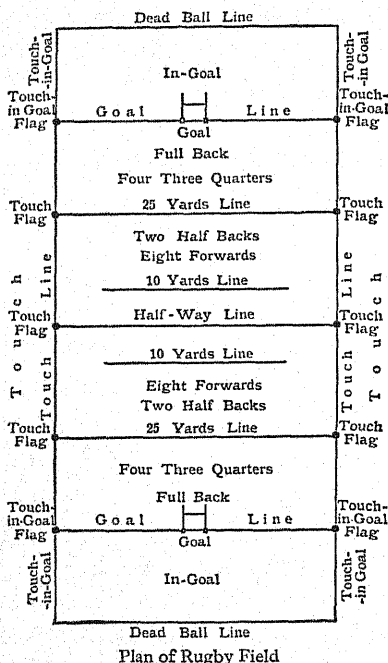 Dead Ball Line
Touch-
in-Goal
Touch-
in-Goal
In-Goal
Touch-
in Goal
Flag
Goal Line
Touch-
in-Goal
Flag
Goal
Full Back
Four Three Quarters
Touch
Flag
25 Yards Line
Touch
Flag
Two Half Backs
Eight Forwards
10 Yards Line
Touch
Touch Line
Touch Line
Touch
Touch
Flag
Half-Way Line
Touch
Flag
10 Yards Line
Eight Forwards
Two Half Backs
Touch
Flag
25 Yards Line
Touch
Flag
Four Three Quarters
Full Back
Touch-
in-Goal
Flag
Goal Line
Touch-
in-Goal
Flag
Goal
Touch-
in-Goal
In-Goal
Touch-
in Goal
Dead Ball Line
Plan of Rugby Field